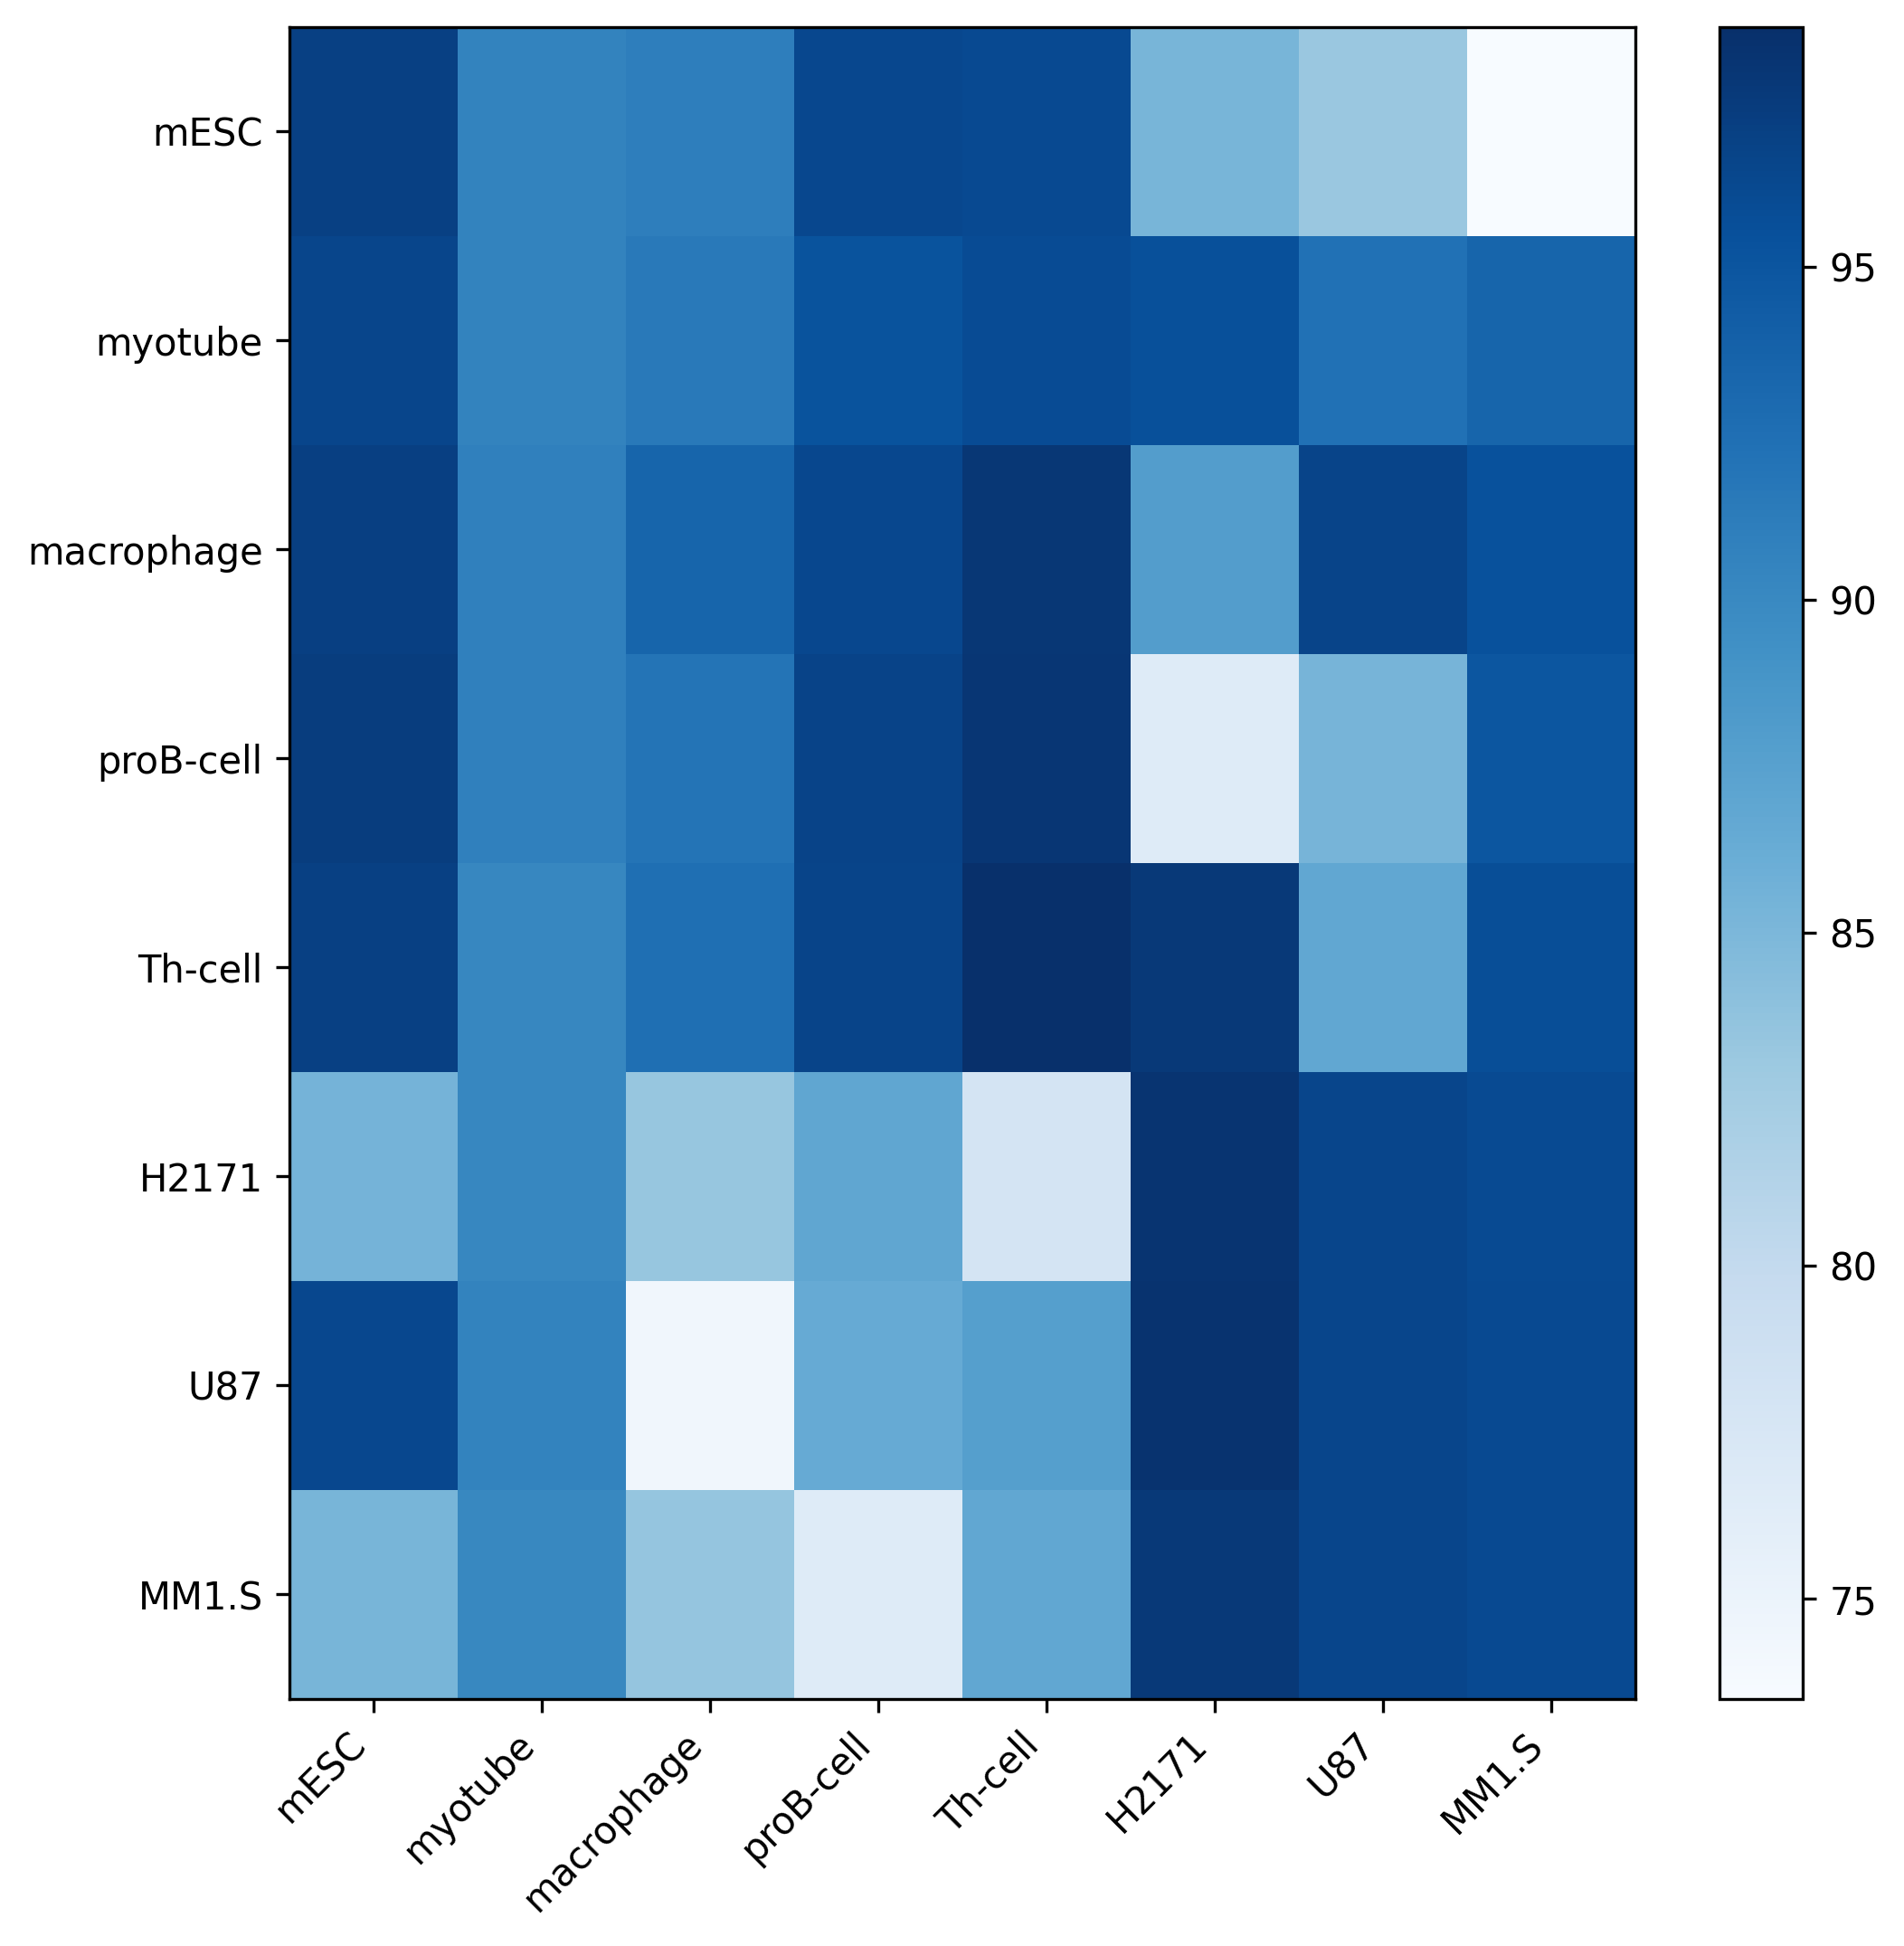 mESC
myotube
macrophage
proB-cell
Th-cell
H2171
U87
MM1.S
mESC
myotube
macrophage
proB-cell
Th-cell
H2171
U87
MM1.S
95
90
85
80
75